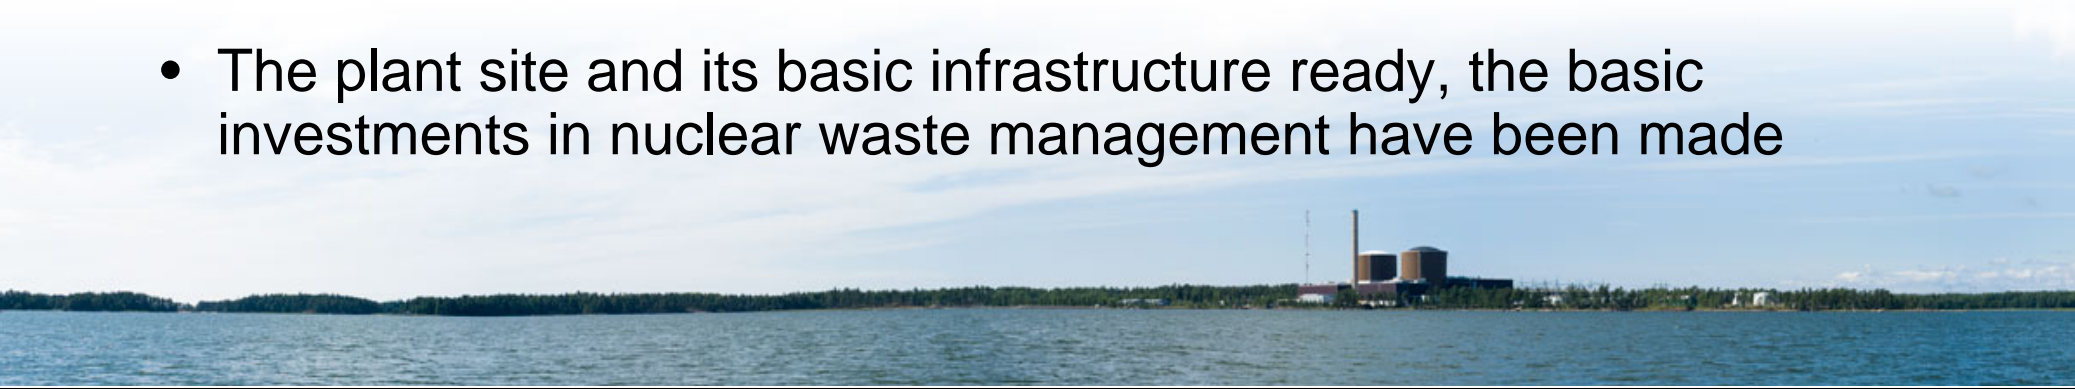 • The plant site and its basic infrastructure ready, the basic
investments in nuclear waste management have been made